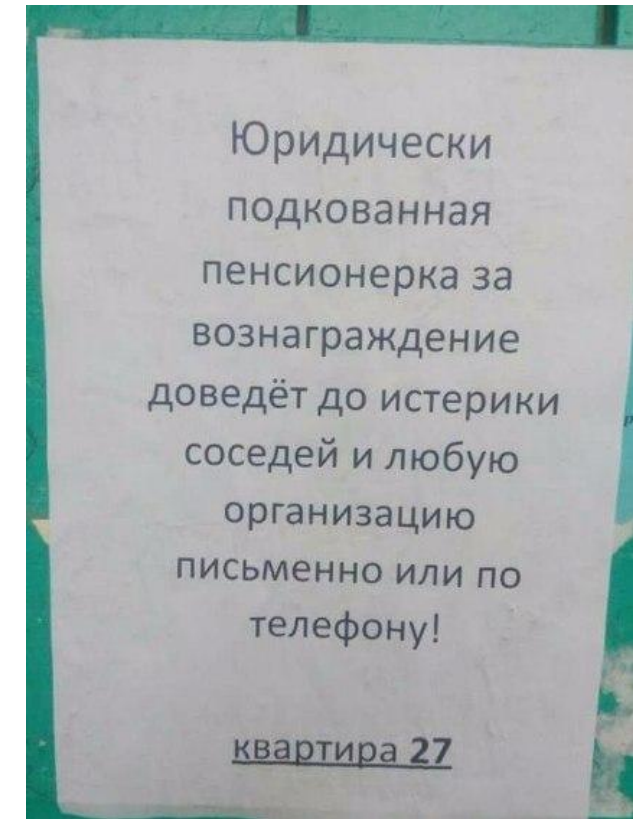 Юридически
подкованная
пенсионерка за
вознаграждение
доведёт до истерики
соседей и любую
организацию
письменно или по
телефону!
квартира 27